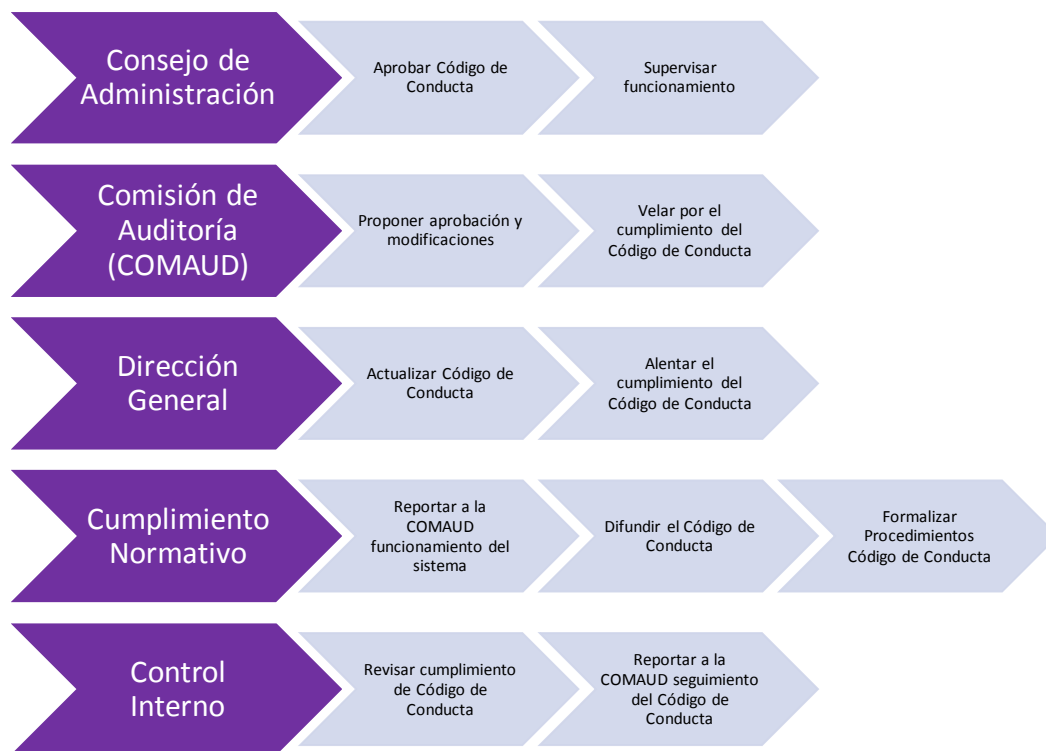 Consejo de
Administración
Aprobar Código de
Conducta
Supervisar
funcionamiento
Comisión de
Auditoría
(COMAUD)
Proponer aprobación y
modificaciones
Velar por el
cumplimiento del
Código de Conducta
Dirección
General
Actualizar Código de
Conducta
Alentar el
cumplimiento del
Código de Conducta
Cumplimiento
Normativo
Reportar a la
COMAUD
funcionamiento del
sistema
Difundir el Código de
Conducta
Formalizar
Procedimientos
Código de Conducta
Control
Interno
Revisar cumplimiento
de Código de
Conducta
Reportar a la
COMAUD seguimiento
del Código de
Conducta